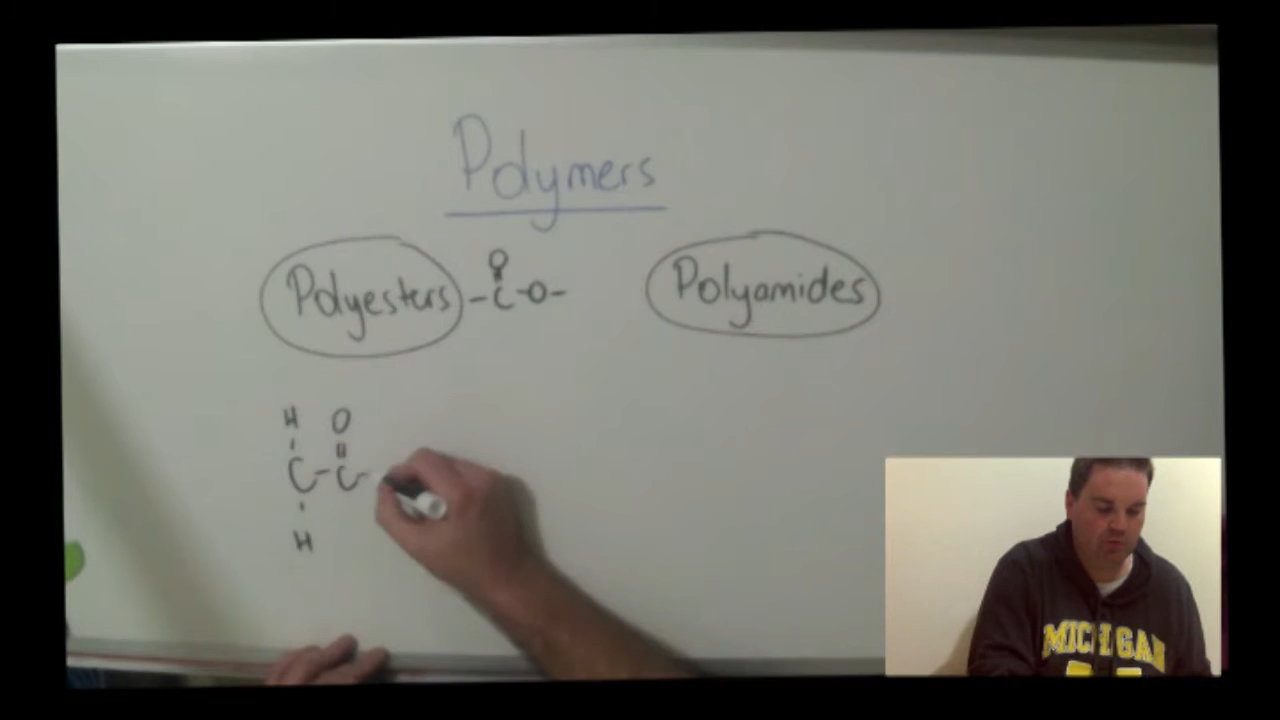 Polymers
O
Polyesters - C - O -
Polyamides
H O
C - C -
H
MICHIGAN